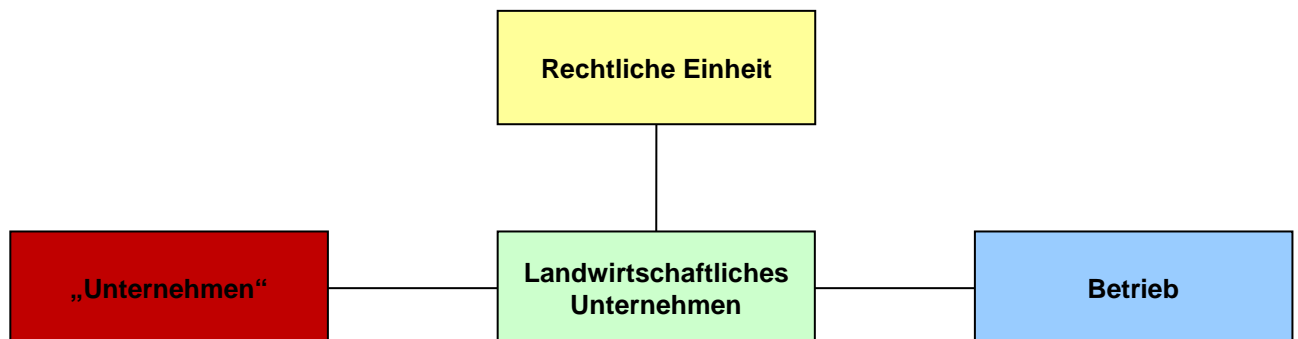 Rechtliche Einheit
„Unternehmen“
Landwirtschaftliches
Unternehmen
Betrieb